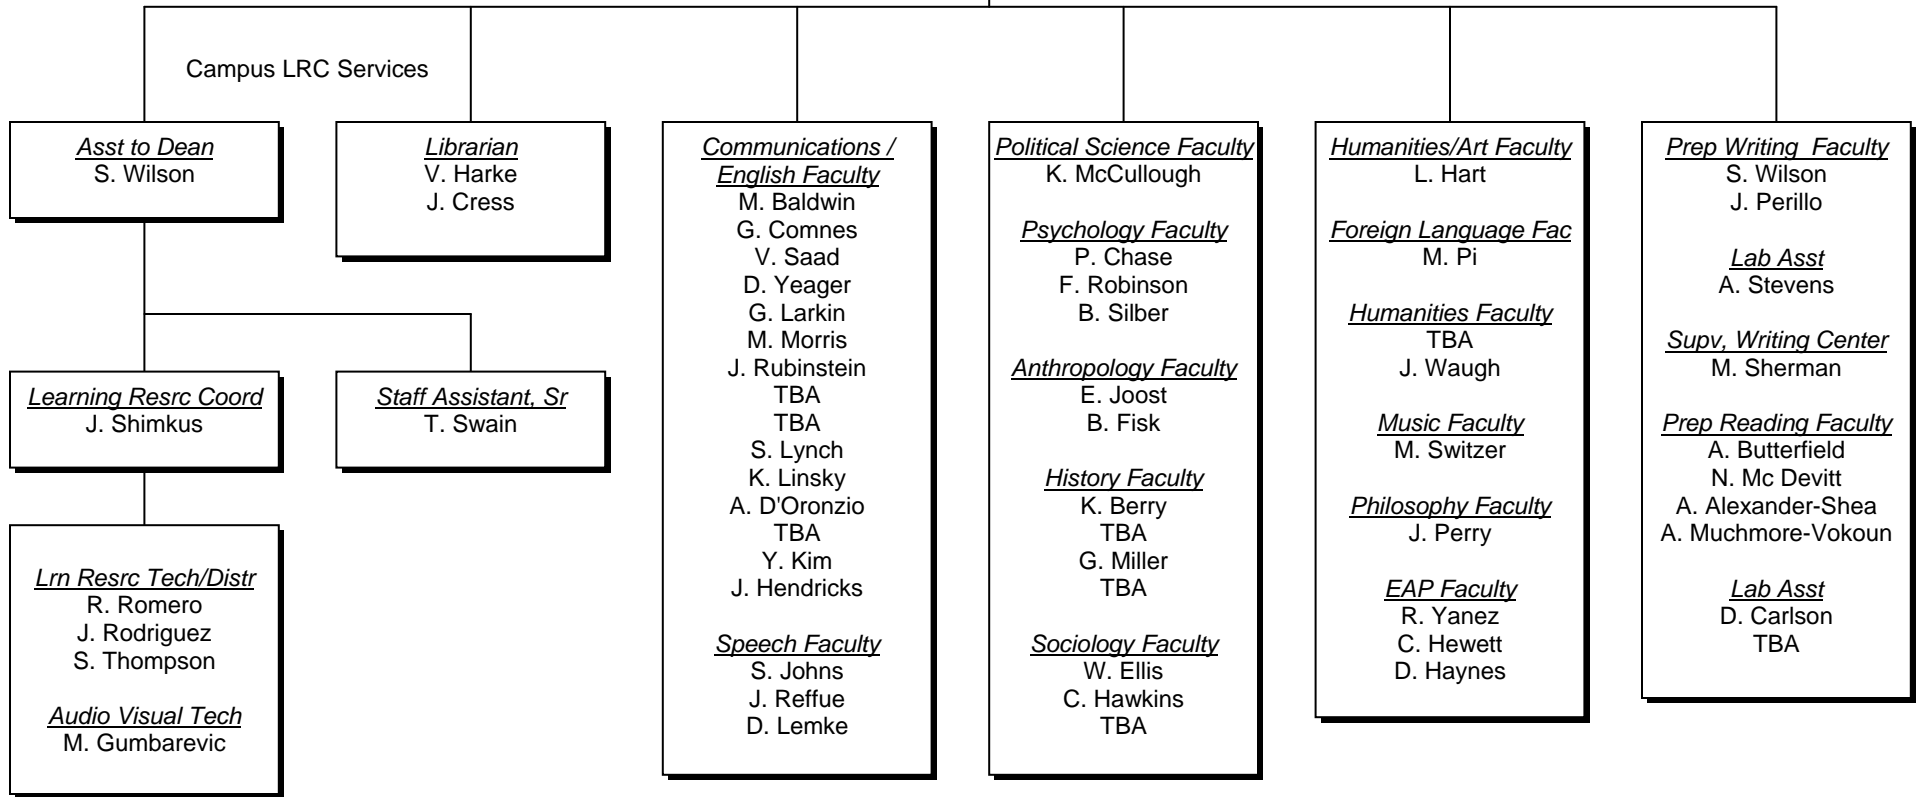 Campus LRC Services
Asst to Dean
S. Wilson
Librarian
V. Harke
J. Cress
Learning Resrc Coord
J. Shimkus
Staff Assistant, Sr
T. Swain
Lrn Resrc Tech/Distr
R. Romero
J. Rodriguez
S. Thompson
Audio Visual Tech
M. Gumbarevic
Communications /
English Faculty
M. Baldwin
G. Comnes
V. Saad
D. Yeager
G. Larkin
M. Morris
J. Rubinstein
TBA
TBA
S. Lynch
K. Linsky
A. D'Oronzio
TBA
Y. Kim
J. Hendricks
Speech Faculty
S. Johns
J. Reffue
D. Lemke
Political Science Faculty
K. McCullough
Psychology Faculty
P. Chase
F. Robinson
B. Silber
Anthropology Faculty
E. Joost
B. Fisk
History Faculty
K. Berry
TBA
G. Miller
TBA
Sociology Faculty
W. Ellis
C. Hawkins
TBA
Humanities/Art Faculty
L. Hart
Foreign Language Fac
M. Pi
Humanities Faculty
TBA
J. Waugh
Music Faculty
M. Switzer
Philosophy Faculty
J. Perry
EAP Faculty
R. Yanez
C. Hewett
D. Haynes
Prep Writing  Faculty
S. Wilson
J. Perillo
Lab Asst
A. Stevens
Supv, Writing Center
M. Sherman
Prep Reading Faculty
A. Butterfield
N. Mc Devitt
A. Alexander-Shea
A. Muchmore-Vokoun
Lab Asst
D. Carlson
TBA